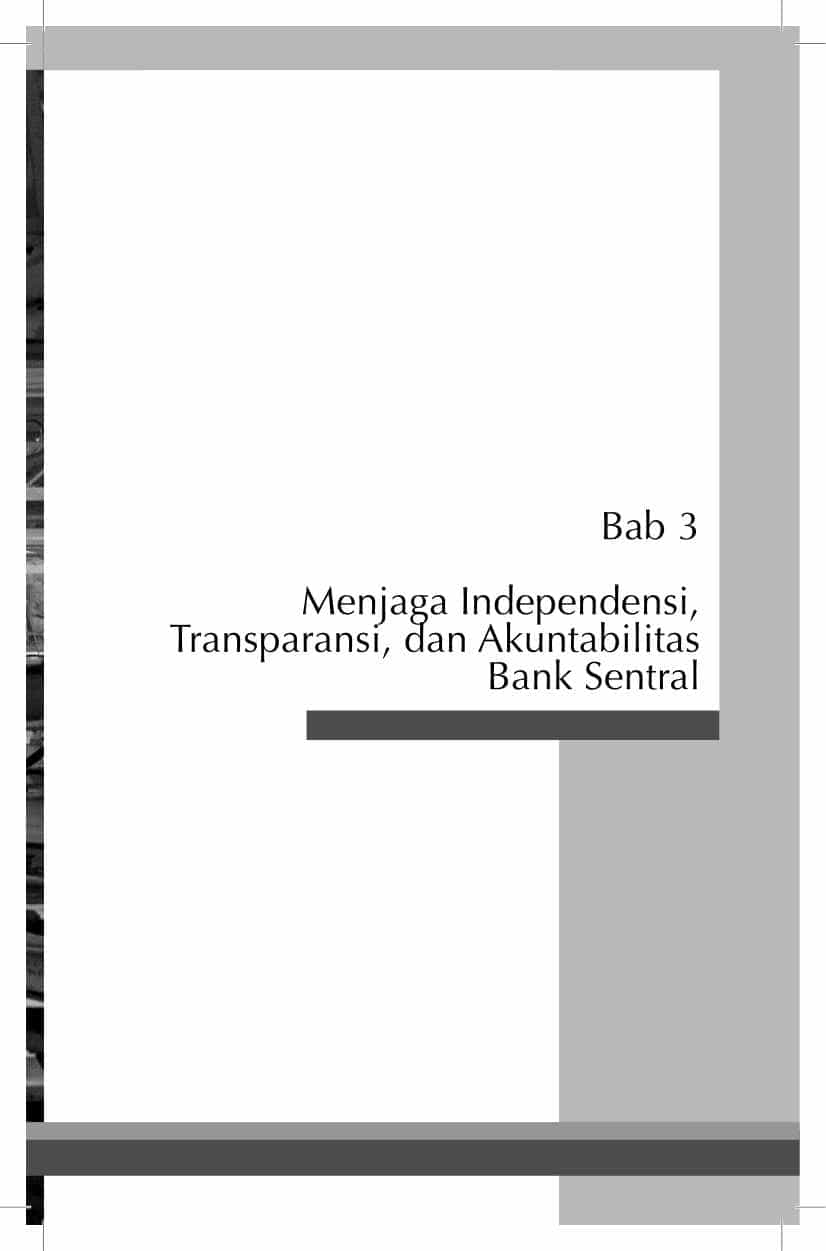 Bab 3
Menjaga Independensi,
Transparansi, dan Akuntabilitas
Bank Sentral